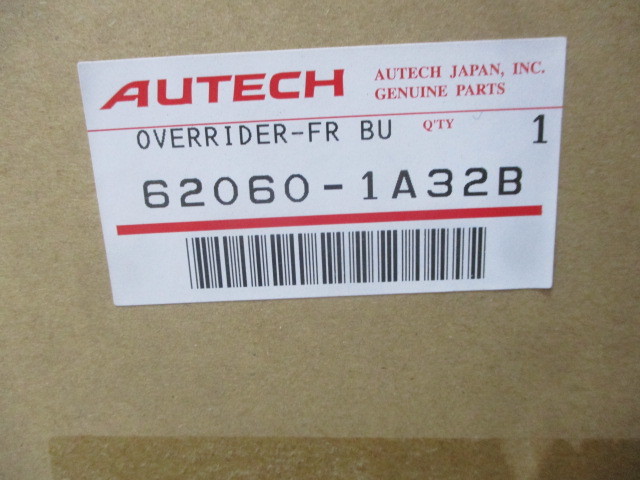 AUTECH
AUTECH JAPAN, INC.
GENUINE PARTS
OVERRIDER-FR BU Q'TY 1
62060-1A32B